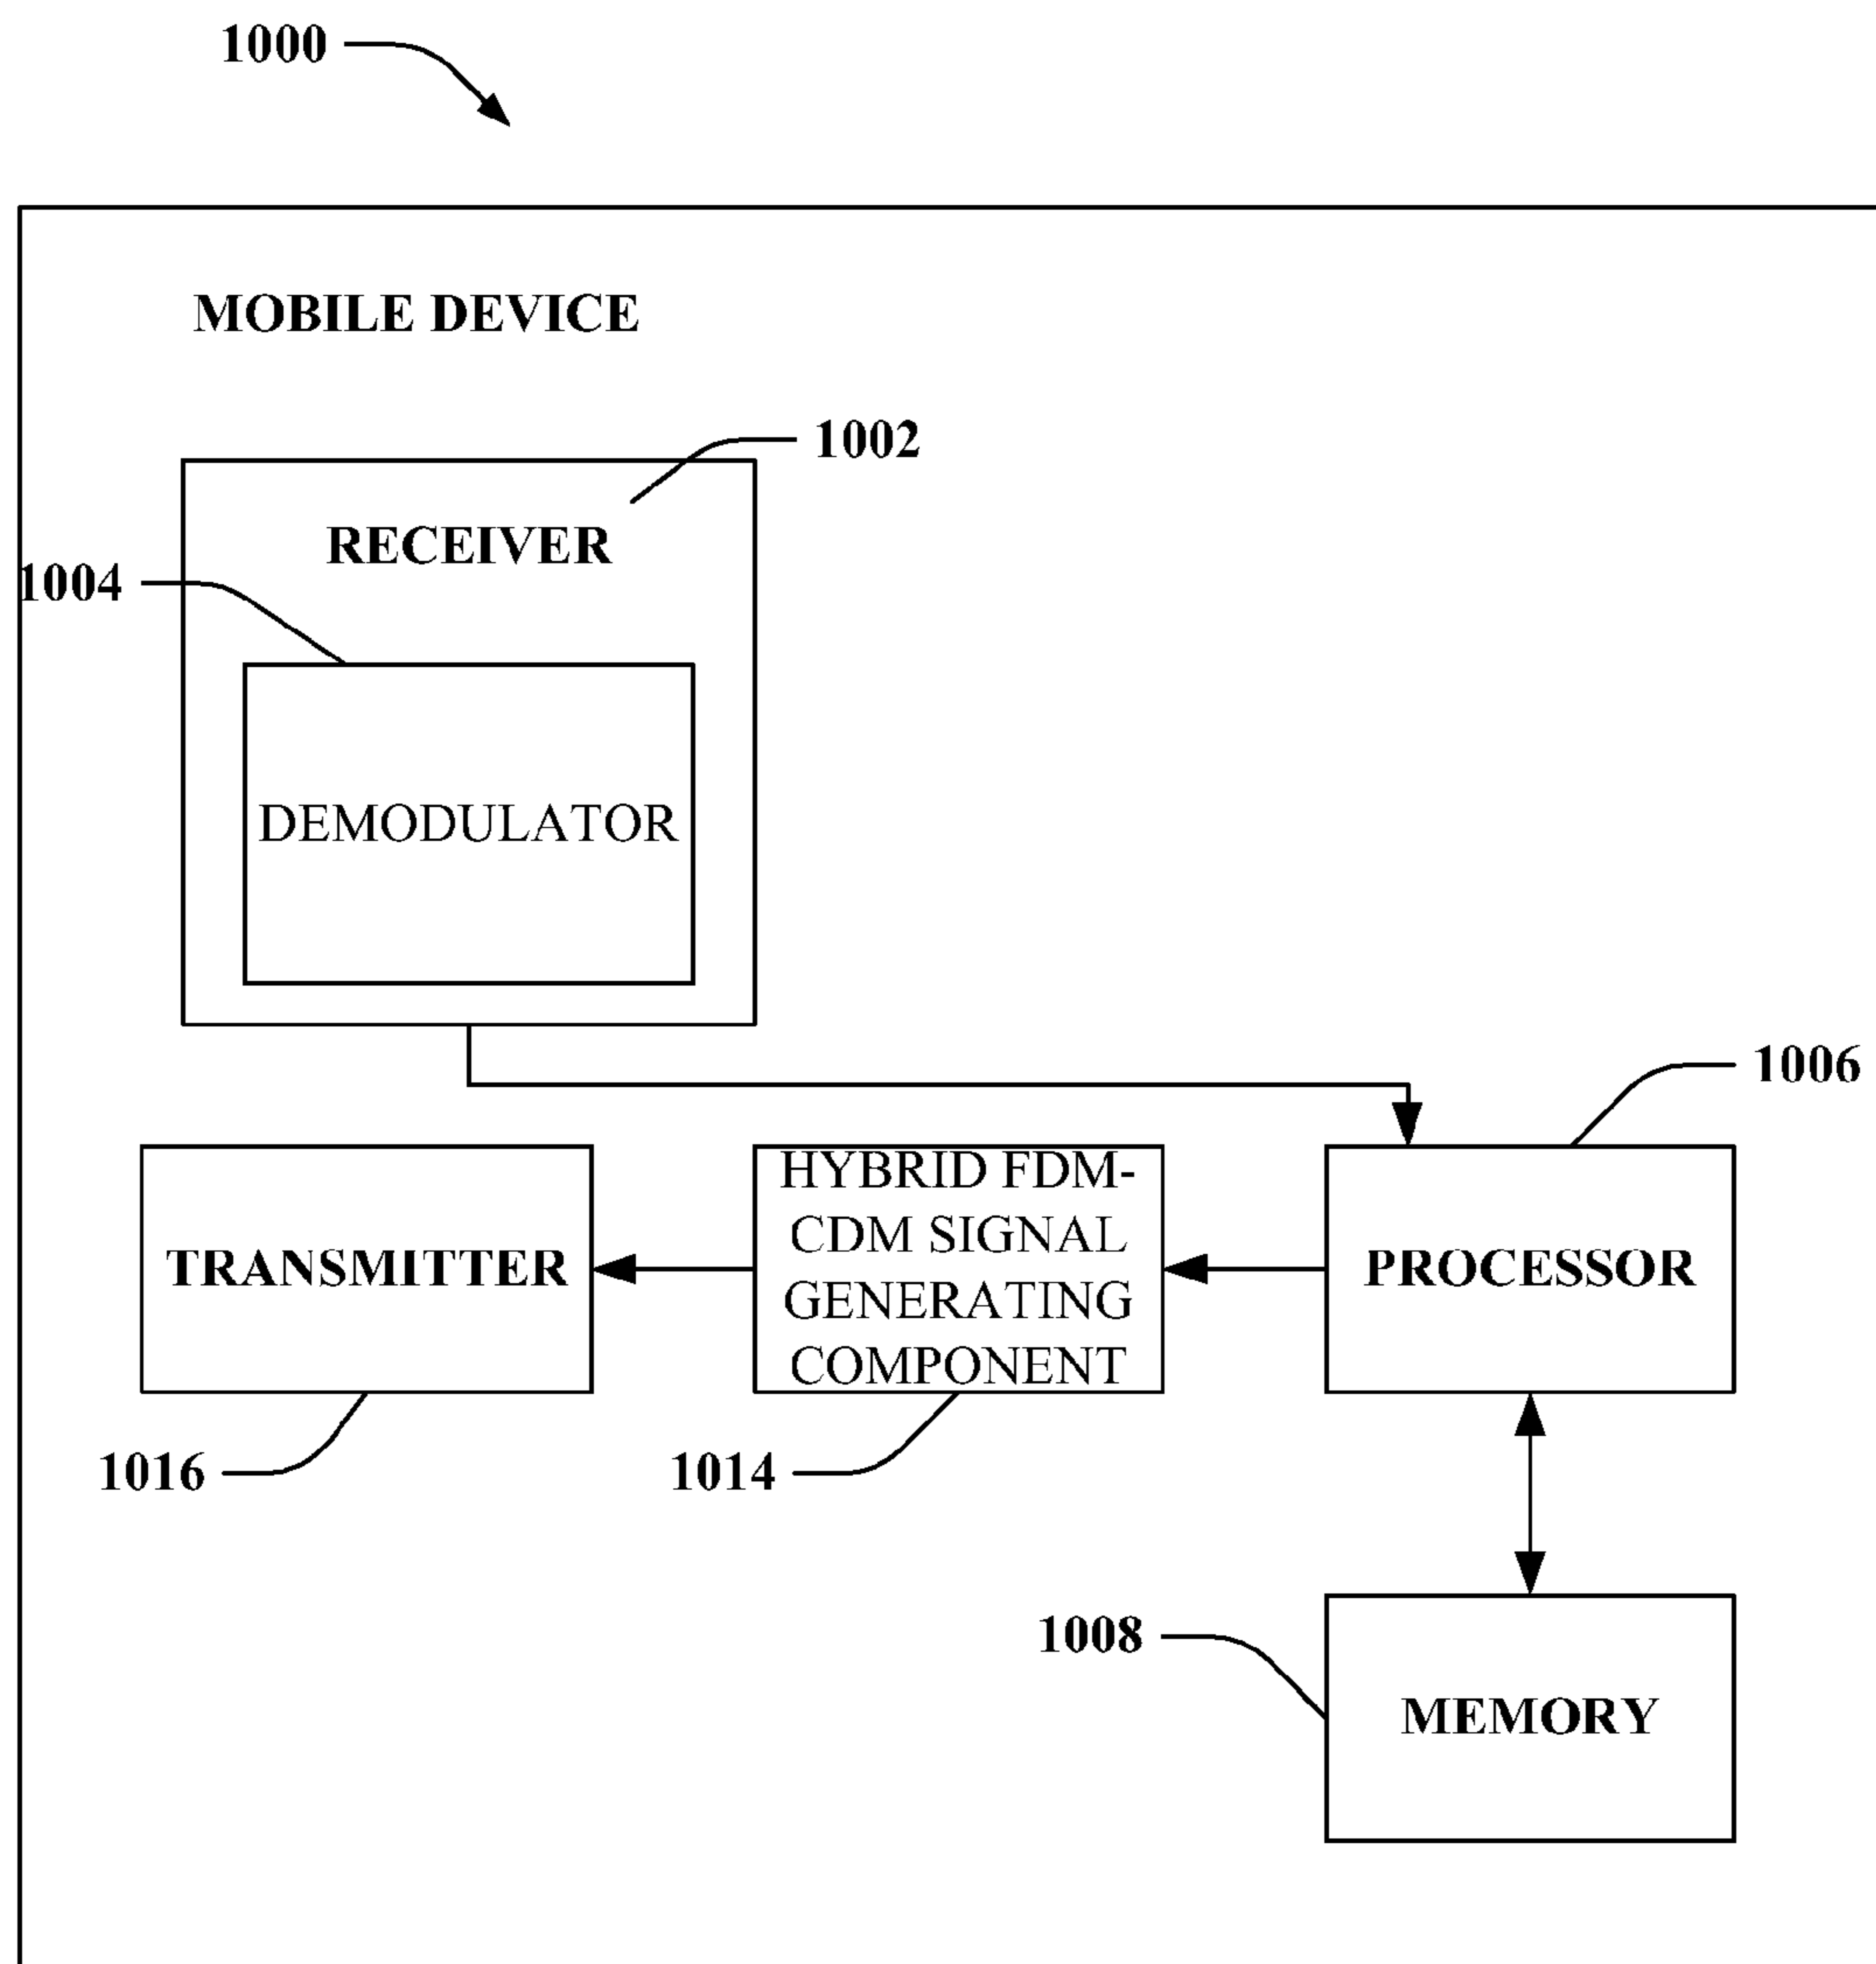 1000
MOBILE DEVICE
1002
RECEIVER
1004
DEMODULATOR
1006
TRANSMITTER
HYBRID FDM-
CDM SIGNAL
GENERATING
COMPONENT
PROCESSOR
1016
1014
1008
MEMORY